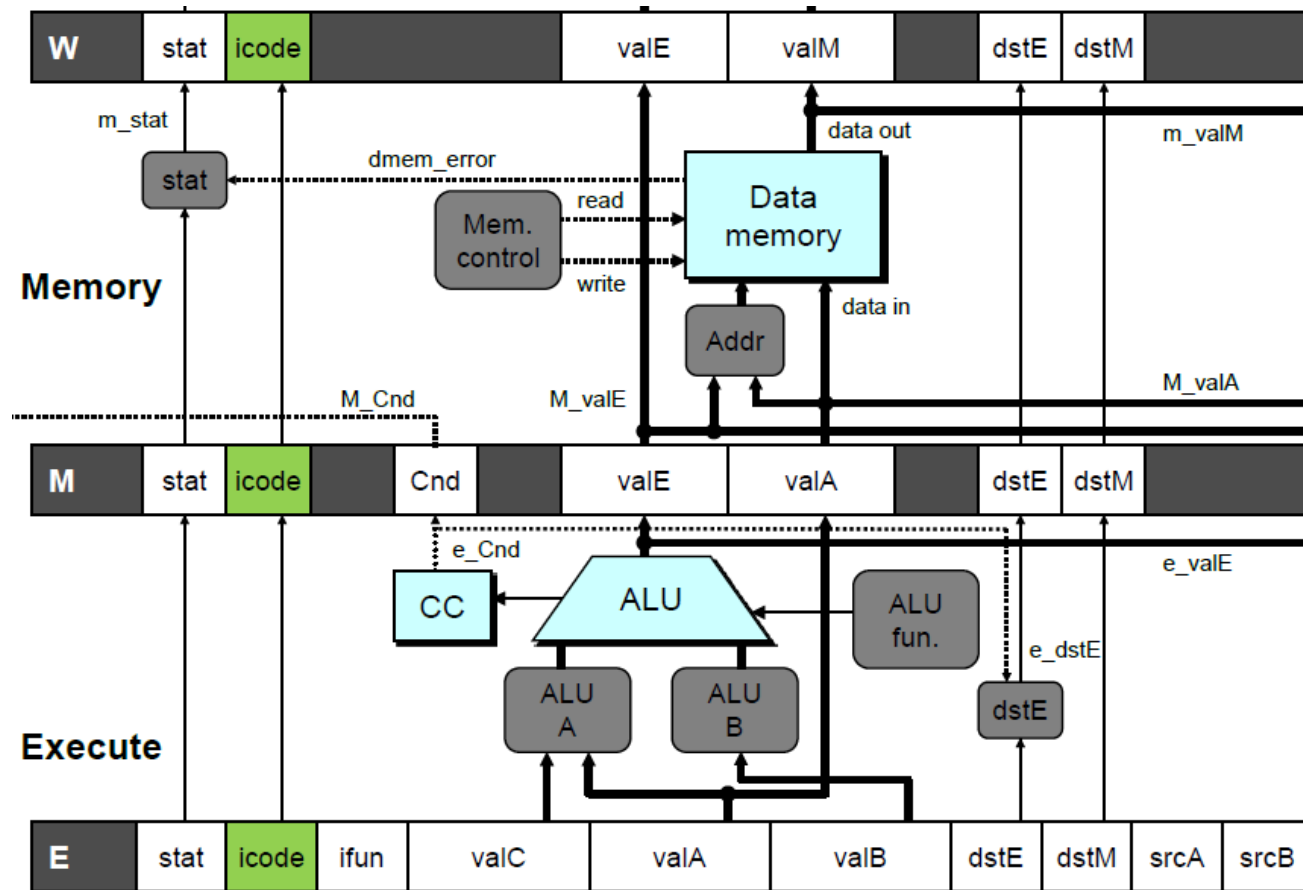 W stat icode valE valM dstE dstM
m_stat
data out
m_valM
dmem_error
stat
read
Data
memory
Mem.
control
write
Memory
data in
Addr
M_Cnd
M_valE
M_valA
M stat icode Cnd valE valA dstE dstM
e_Cnd
e_valE
CC
ALU
ALU
fun.
e_dstE
ALU
A
ALU
B
dstE
Execute
E stat icode ifun valC valA valB dstE dstM srcA srcB